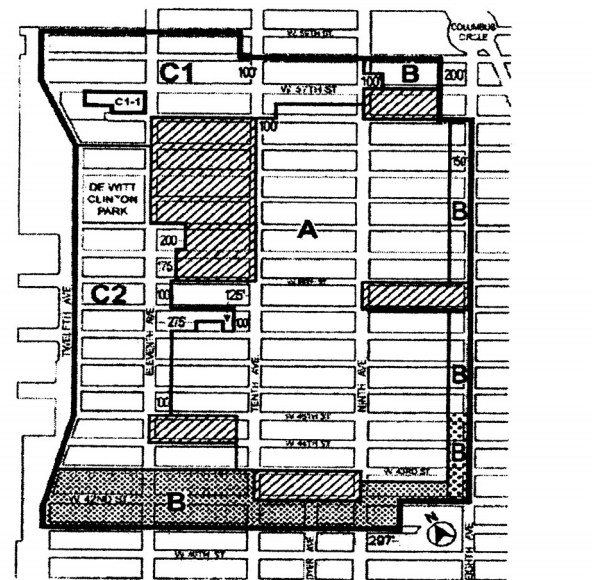 COLUMBUS
CIRCLE
W. 58TH ST.
C1
100'
100'
B
200'
W. 57TH ST.
C1-1
100'
150'
DE WITT
CLINTON
PARK
B
A
200
175
C2
100'
125'
275'
100'
TWELFTH AVE
ELEVENTH AVE
TENTH AVE
NINTH AVE
B
100'
W. 45TH ST
W. 44TH ST.
B
W. 43RD ST.
W. 42ND ST.
B
N
297'
W. 40TH ST.
DYER AVE
EIGHTH AVE